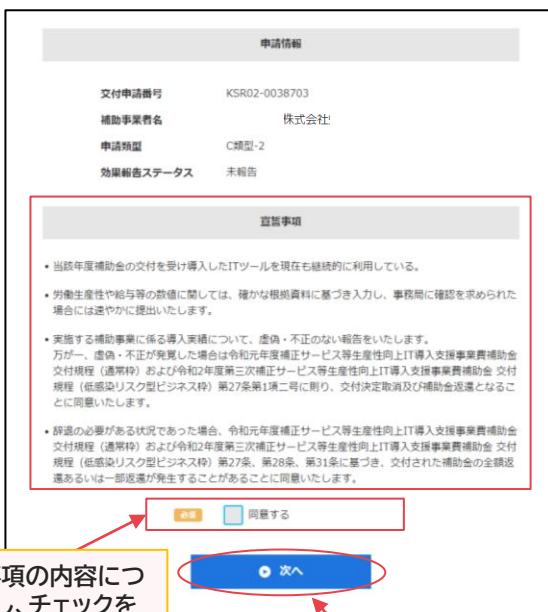 申請情報
交付申請番号 KSR02-0038703
補助事業者名 株式会社
申請類型 C類型-2
効果報告ステータス 未報告
宣誓事項
• 当該年度補助金の交付を受け導入したITツールを現在も継続的に利用している。
• 労働生産性や給与等の数値に関しては、確かな根拠資料に基づき入力し、事務局に確認を求められた
場合には速やかに提出いたします。
• 実施する補助事業に係る導入実績について、虚偽・不正のない報告をいたします。
万が一、虚偽・不正が発覚した場合は令和元年度補正サービス等生産性向上IT導入支援事業費補助金
交付規程（通常枠）および令和2年度第三次補正サービス等生産性向上IT導入支援事業費補助金 交付
規程（低感染リスク型ビジネス枠）第27条第1項二号に則り、交付決定取消及び補助金返還となるこ
とに同意いたします。
• 辞退の必要がある状況であった場合、令和元年度補正サービス等生産性向上IT導入支援事業費補助金
交付規程（通常枠）および令和2年度第三次補正サービス等生産性向上IT導入支援事業費補助金 交付
規程（低感染リスク型ビジネス枠）第27条、第28条、第31条に基づき、交付された補助金の全額返
還あるいは一部返還が発生することがあることに同意いたします。
必須 同意する
次へ
項の内容につ
、チェックを